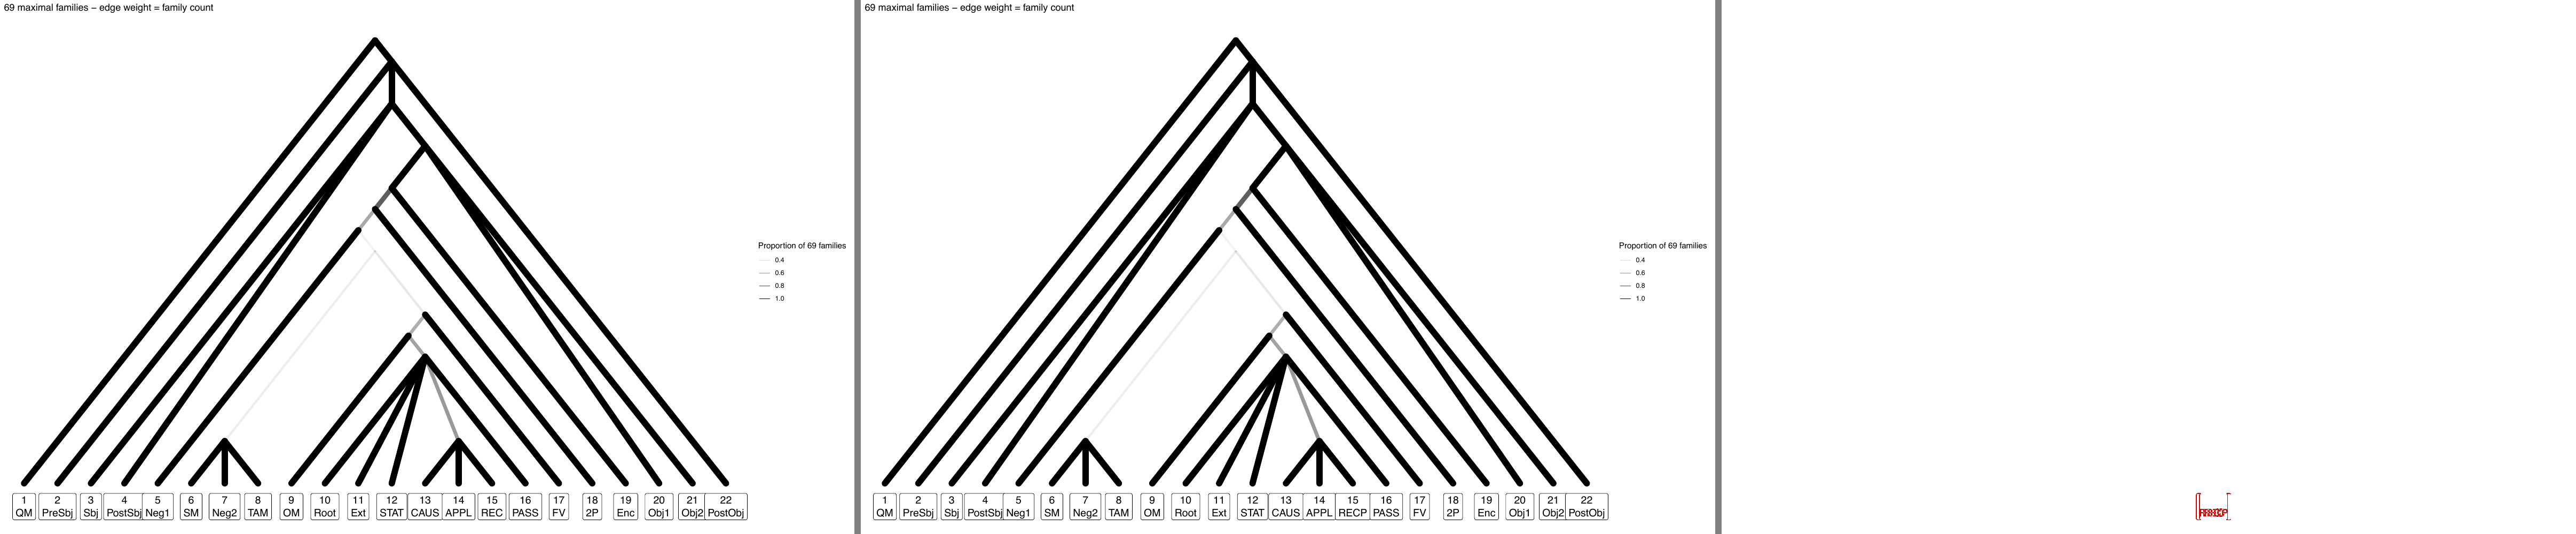 69 maximal families – edge weight = family count
Proportion of 69 families
0.4
0.6
0.8
1.0
1 2 3 4 5 6 7 8 9 10 11 12 13 14 15 16 17 18 19 20 21 22
QM PreSbj Sbj PostSbj Neg1 SM Neg2 TAM OM Root Ext STAT CAUS APPL REC PASS FV 2P Enc Obj1 Obj2 PostObj
69 maximal families – edge weight = family count
Proportion of 69 families
0.4
0.6
0.8
1.0
1 2 3 4 5 6 7 8 9 10 11 12 13 14 15 16 17 18 19 20 21 22
QM PreSbj Sbj PostSbj Neg1 SM Neg2 TAM OM Root Ext STAT CAUS APPL RECP PASS FV 2P Enc Obj1 Obj2 PostObj